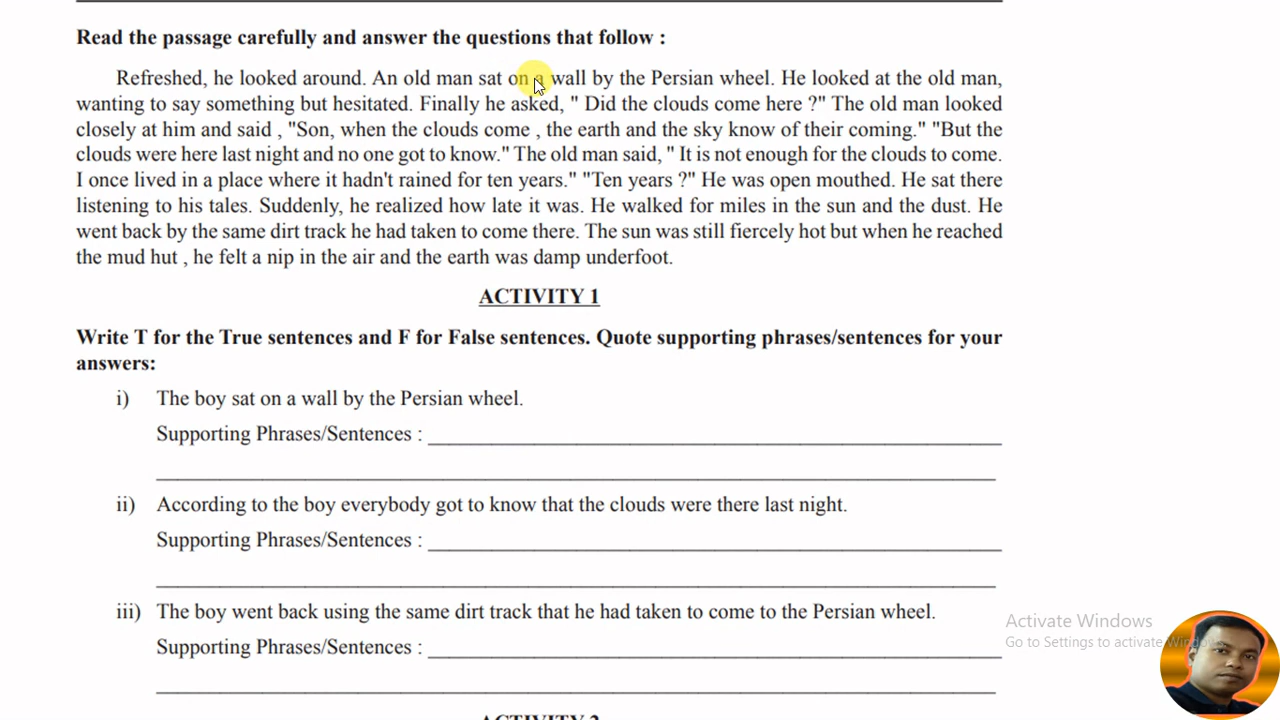 Read the passage carefully and answer the questions that follow :
Refreshed, he looked around. An old man sat on a wall by the Persian wheel. He looked at the old man,
wanting to say something but hesitated. Finally he asked, " Did the clouds come here ?" The old man looked
closely at him and said , "Son, when the clouds come , the earth and the sky know of their coming." "But the
clouds were here last night and no one got to know." The old man said, " It is not enough for the clouds to come.
I once lived in a place where it hadn't rained for ten years." "Ten years ?" He was open mouthed. He sat there
listening to his tales. Suddenly, he realized how late it was. He walked for miles in the sun and the dust. He
went back by the same dirt track he had taken to come there. The sun was still fiercely hot but when he reached
the mud hut , he felt a nip in the air and the earth was damp underfoot.
ACTIVITY 1
Write T for the True sentences and F for False sentences. Quote supporting phrases/sentences for your
answers:
i) The boy sat on a wall by the Persian wheel.
Supporting Phrases/Sentences :
ii) According to the boy everybody got to know that the clouds were there last night.
Supporting Phrases/Sentences :
iii) The boy went back using the same dirt track that he had taken to come to the Persian wheel.
Supporting Phrases/Sentences :
Activate Windows
Go to Settings to activate Windows
ACTIVITY 2